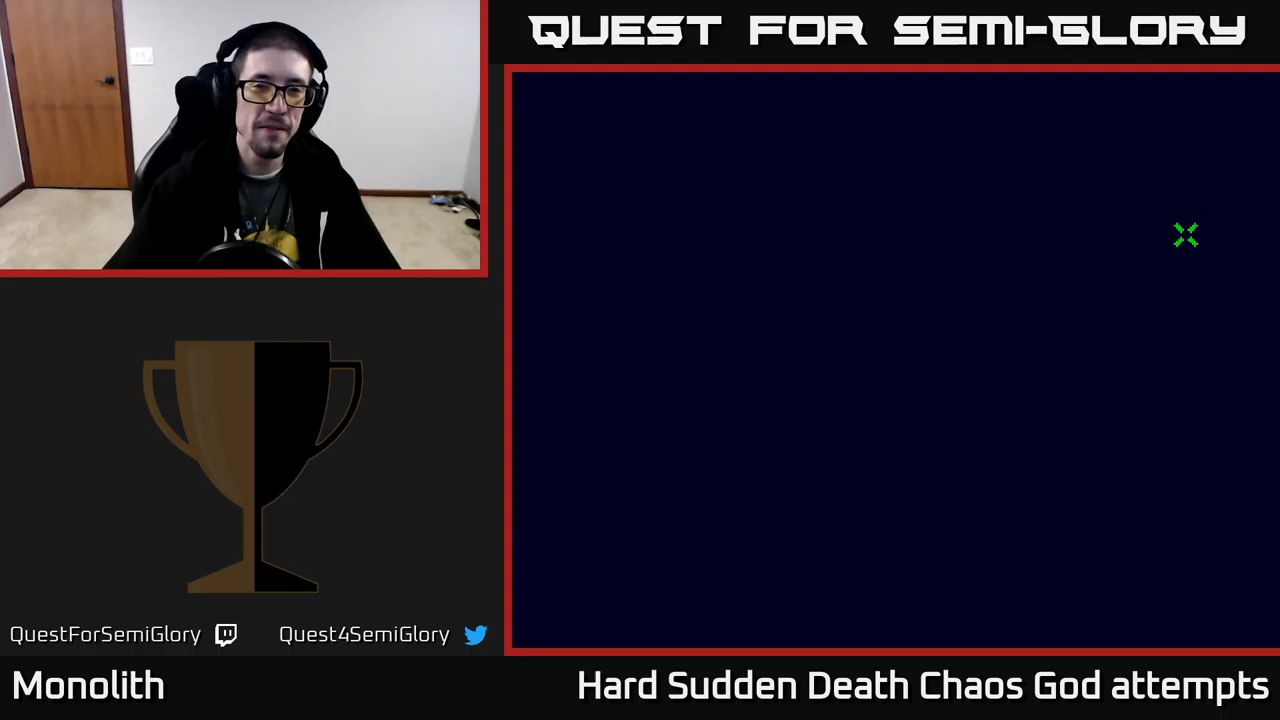 QUEST FOR SEMI-GLORY
QuestForSemiGlory
Quest4SemiGlory
Monolith
Hard Sudden Death Chaos God attempts